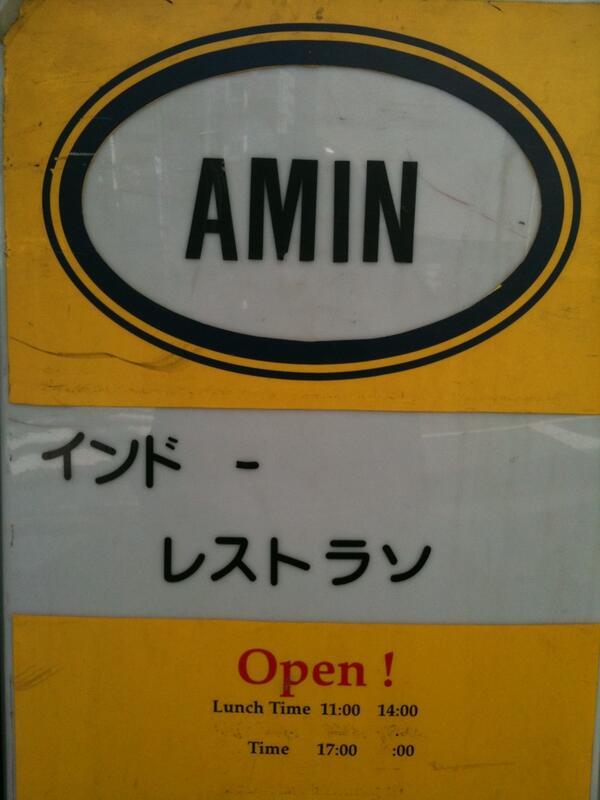 AMIN
インド -
レストラソ
Open !
Lunch Time 11:00 14:00
Time 17:00 :00